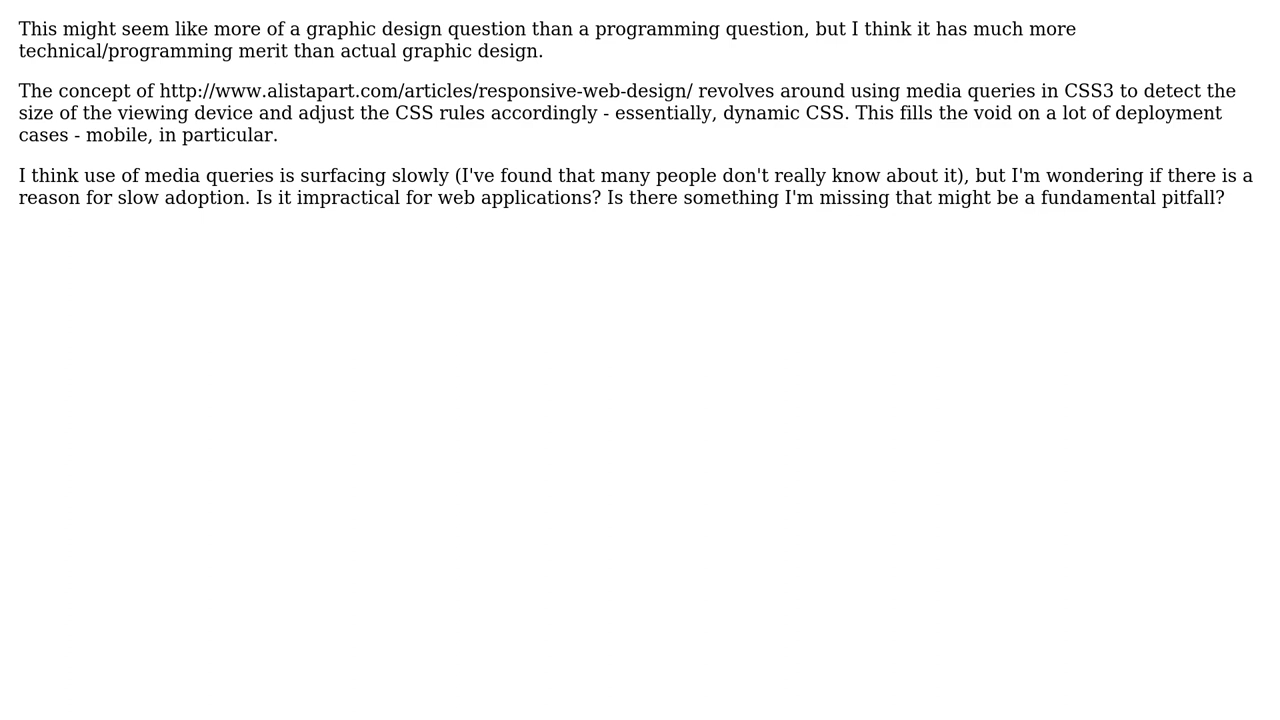 This might seem like more of a graphic design question than a programming question, but I think it has much more
technical/programming merit than actual graphic design.
The concept of http://www.alistapart.com/articles/responsive-web-design/ revolves around using media queries in CSS3 to detect the
size of the viewing device and adjust the CSS rules accordingly - essentially, dynamic CSS. This fills the void on a lot of deployment
cases - mobile, in particular.
I think use of media queries is surfacing slowly (I've found that many people don't really know about it), but I'm wondering if there is a
reason for slow adoption. Is it impractical for web applications? Is there something I'm missing that might be a fundamental pitfall?